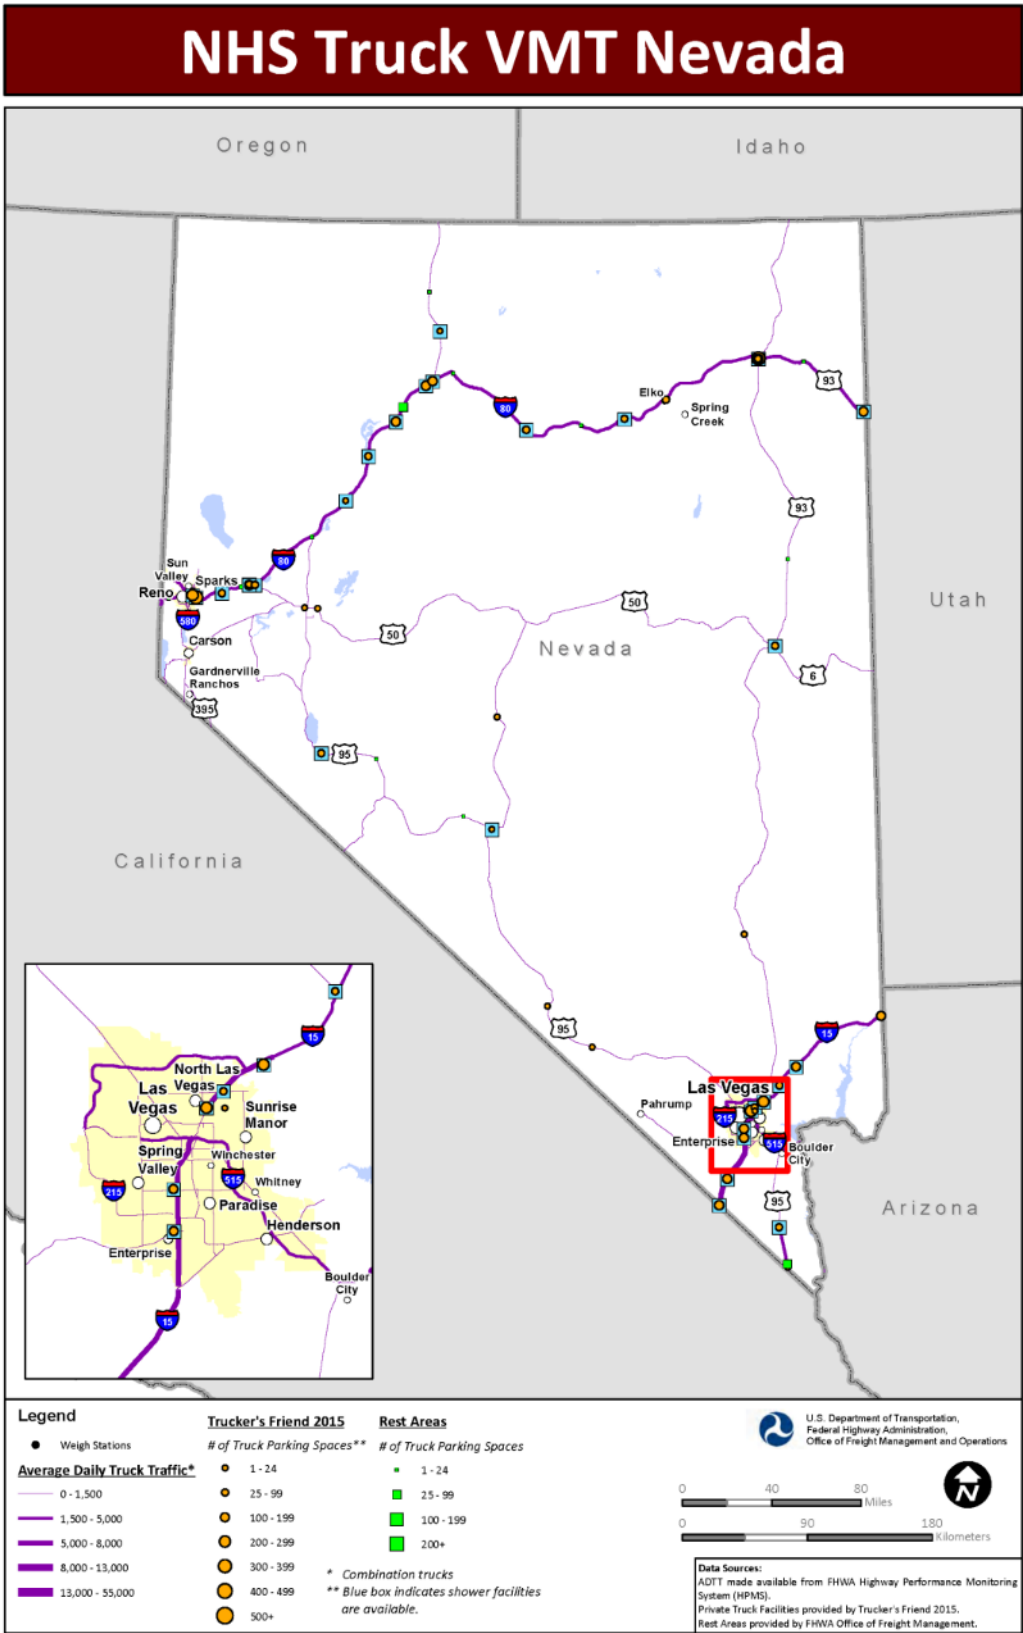 NHS Truck VMT Nevada
Oregon
Idaho
Elko
80
93
Spring
Creek
93
Sun
Valley
Sparks
80
Reno
580
50
50
Utah
Carson
Nevada
6
Gardnerville
Ranchos
395
95
California
95
15
Las Vegas
Pahrump
215
Enterprise
515
Boulder
City
95
Arizona
15
North Las
Vegas
Las
Vegas
Sunrise
Manor
Spring
Valley
Winchester
515
Whitney
215
Paradise
Henderson
Enterprise
Boulder
City
15
Legend
Weigh Stations
Average Daily Truck Traffic*
0 - 1,500
1,500 - 5,000
5,000 - 8,000
8,000 - 13,000
13,000 - 55,000
Trucker's Friend 2015
# of Truck Parking Spaces**
1 - 24
25 - 99
100 - 199
200 - 299
300 - 399
400 - 499
500+
Rest Areas
# of Truck Parking Spaces
1 - 24
25 - 99
100 - 199
200+
* Combination trucks
** Blue box indicates shower facilities
are available.
U.S. Department of Transportation,
Federal Highway Administration,
Office of Freight Management and Operations
0 40 80
Miles
0 90 180
Kilometers
N
Data Sources:
ADTT made available from FHWA Highway Performance Monitoring
System (HPMS).
Private Truck Facilities provided by Trucker's Friend 2015.
Rest Areas provided by FHWA Office of Freight Management.